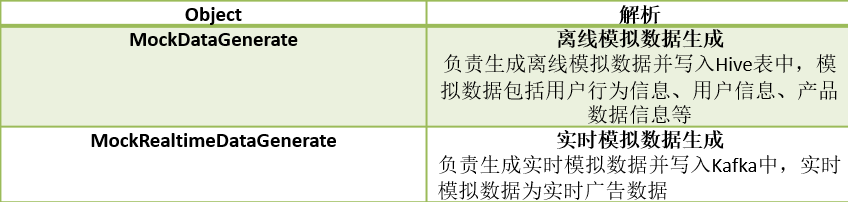 Object
解析
MockDataGenerate
离线模拟数据生成
负责生成离线模拟数据并写入Hive表中，模
拟数据包括用户行为信息、用户信息、产品
数据信息等
MockRealtimeDataGenerate
实时模拟数据生成
负责生成实时模拟数据并写入Kafka中，实时
模拟数据为实时广告数据